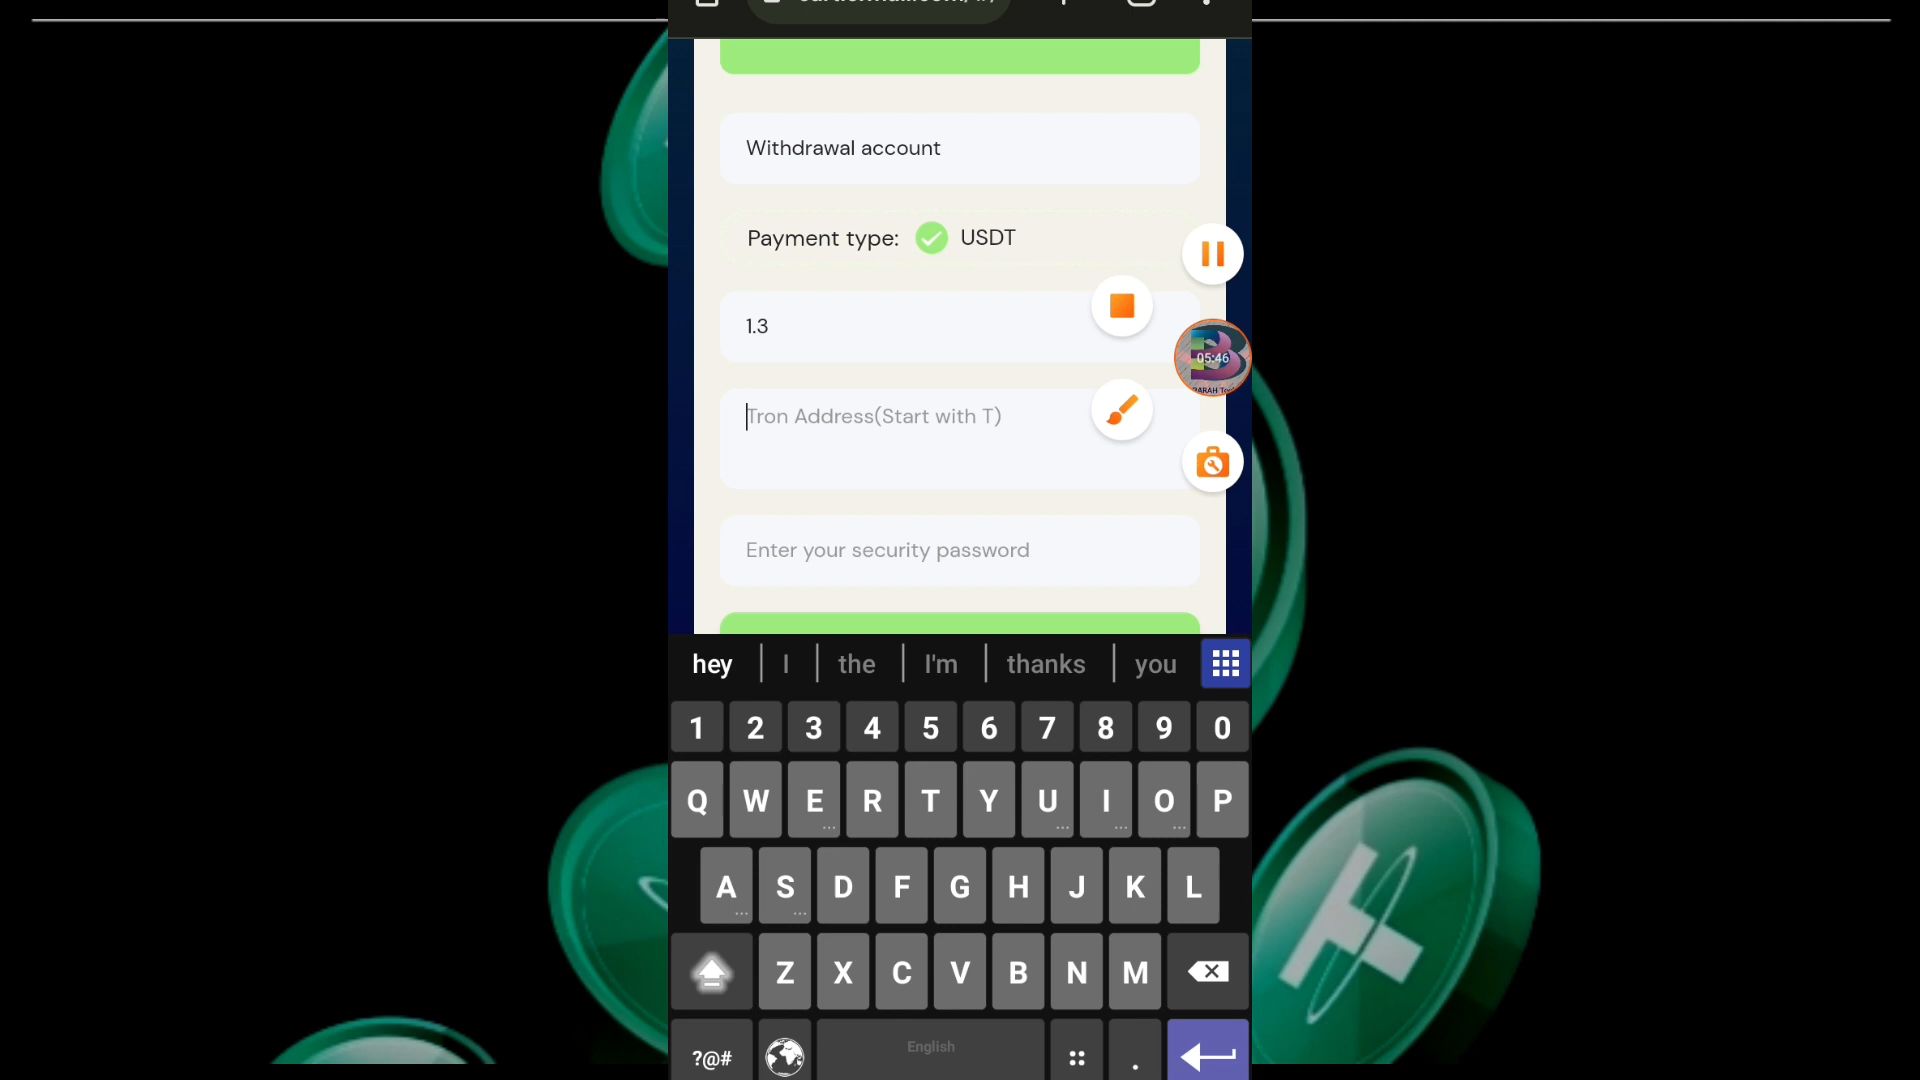 Withdrawal account
Payment type: USDT
1.3
05:46
Tron Address(Start with T)
Enter your security password
hey I the I'm thanks you
1 2 3 4 5 6 7 8 9 0
Q W E R T Y U I O P
A S D F G H J K L
Z X C V B N M
?@# English .